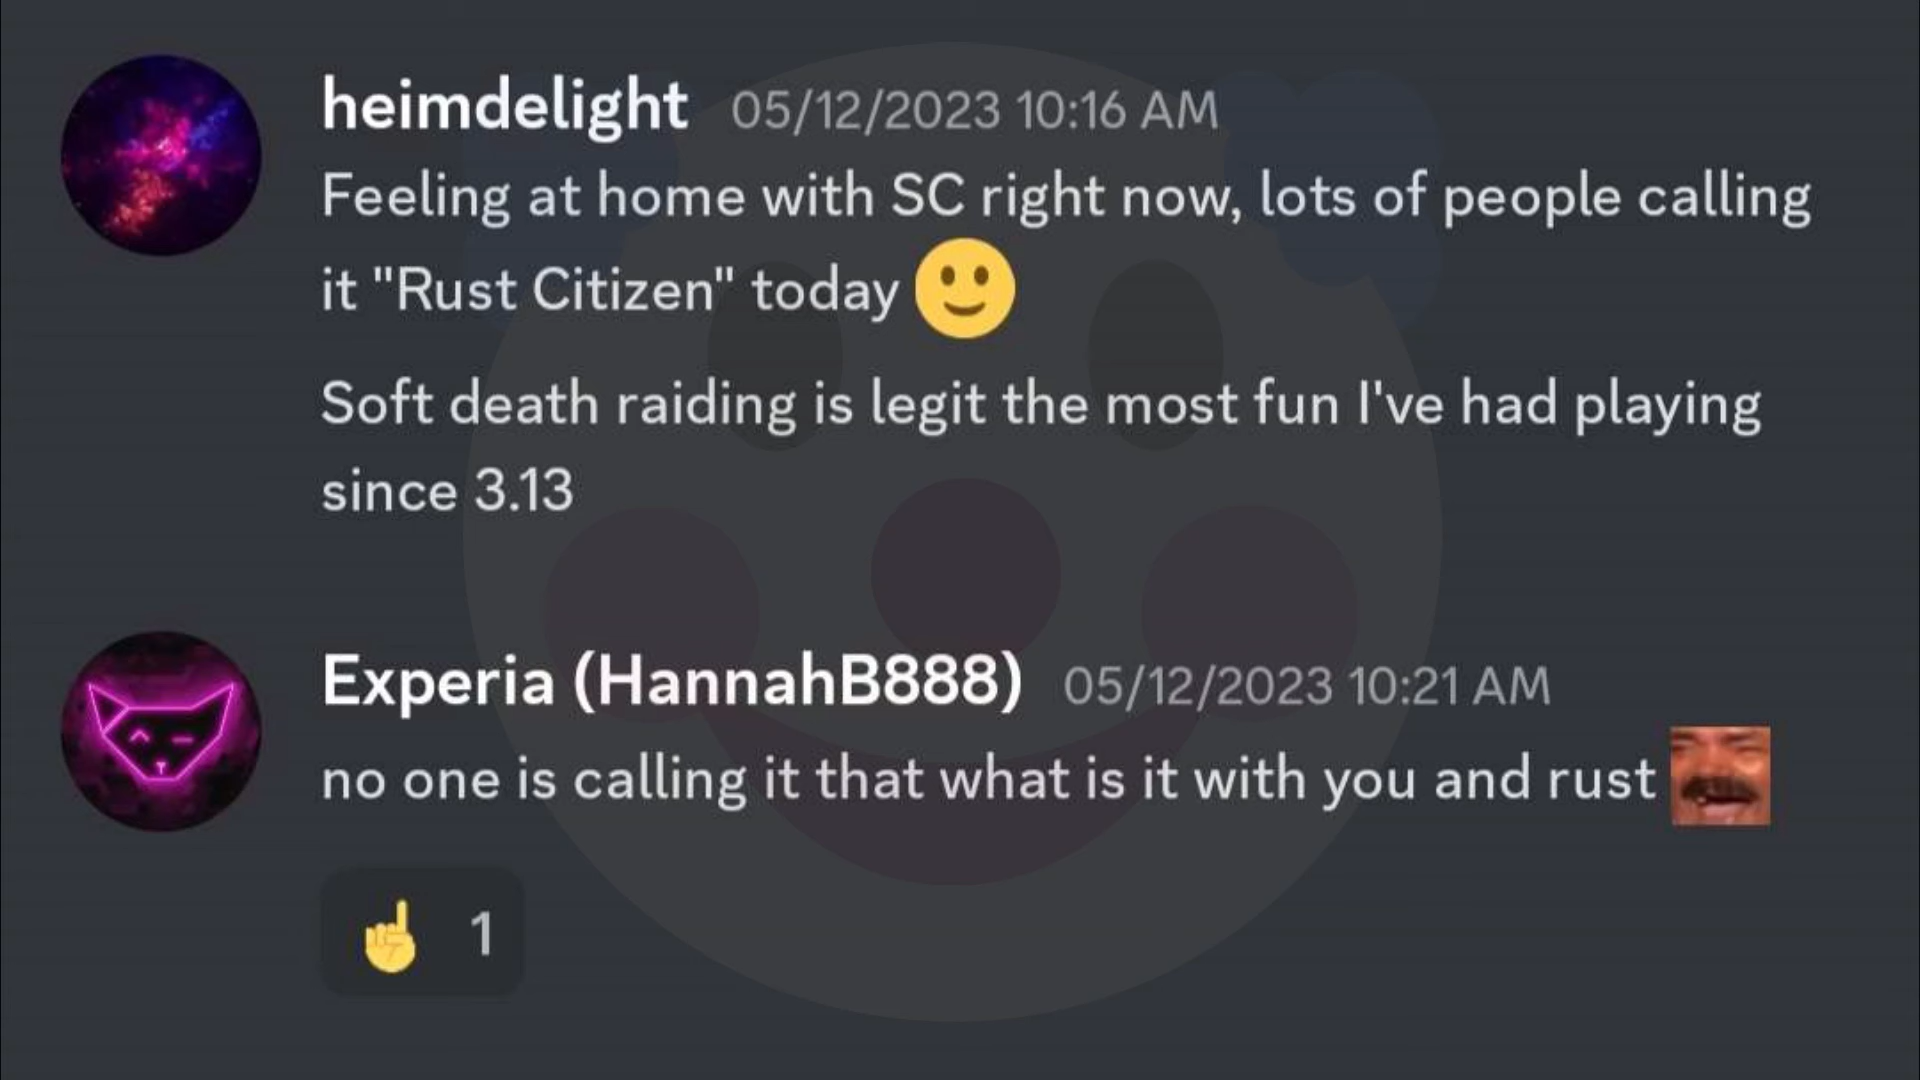 heimdelight 05/12/2023 10:16 AM
Feeling at home with SC right now, lots of people calling
it "Rust Citizen" today 🙂
Soft death raiding is legit the most fun I've had playing
since 3.13
Experia (HannahB888) 05/12/2023 10:21 AM
no one is calling it that what is it with you and rust
☝ 1